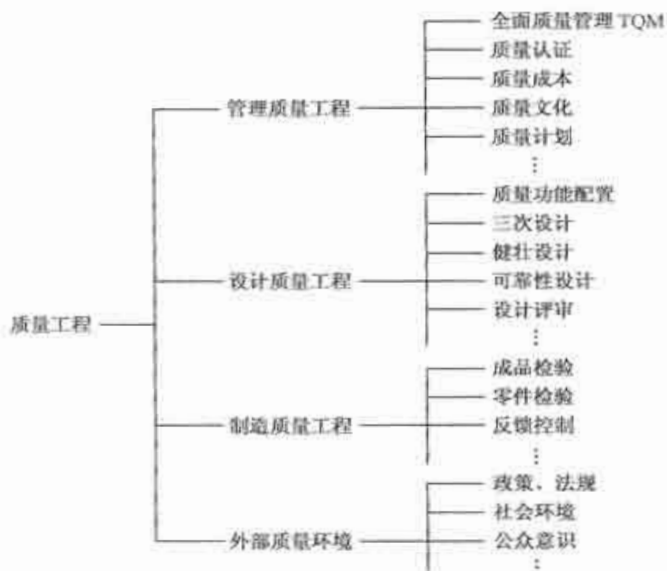 质量工程
管理质量工程
全面质量管理TQM
质量认证
质量成本
质量文化
质量计划
⋮
设计质量工程
质量功能配置
三次设计
健壮设计
可靠性设计
设计评审
⋮
制造质量工程
成品检验
零件检验
反馈控制
⋮
外部质量环境
政策、法规
社会环境
公众意识
⋮